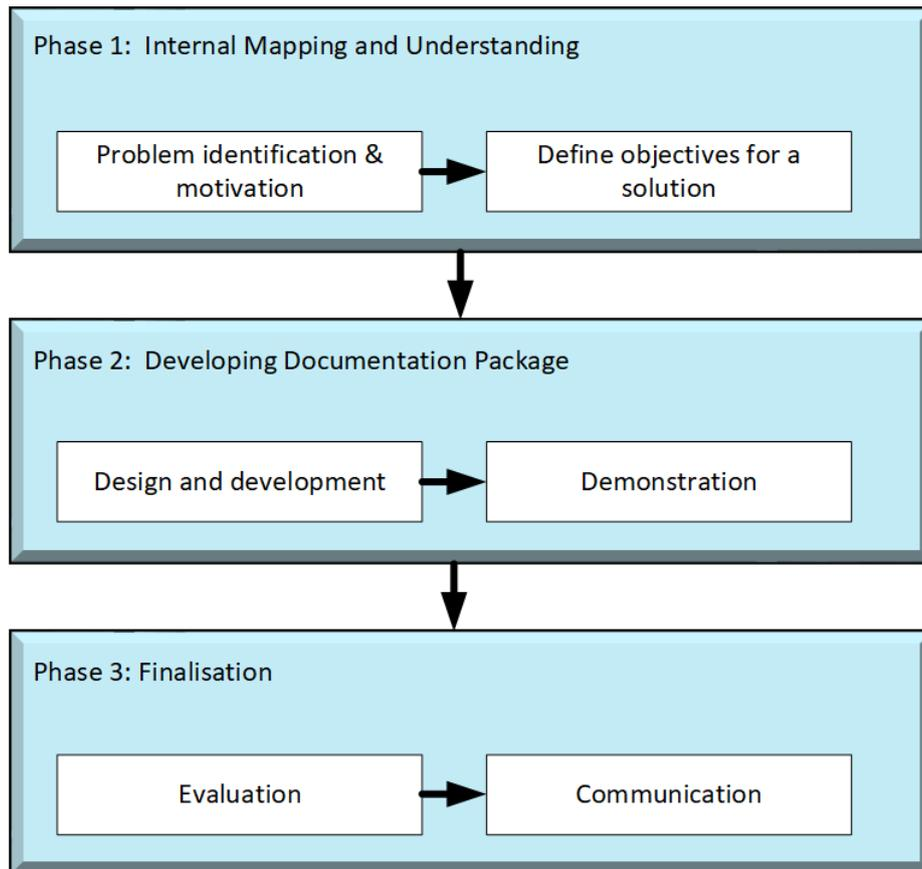 Phase 1:  Internal Mapping and Understanding
Problem identification &
motivation
Define objectives for a
solution
Phase 2:  Developing Documentation Package
Design and development
Demonstration
Phase 3: Finalisation
Evaluation
Communication